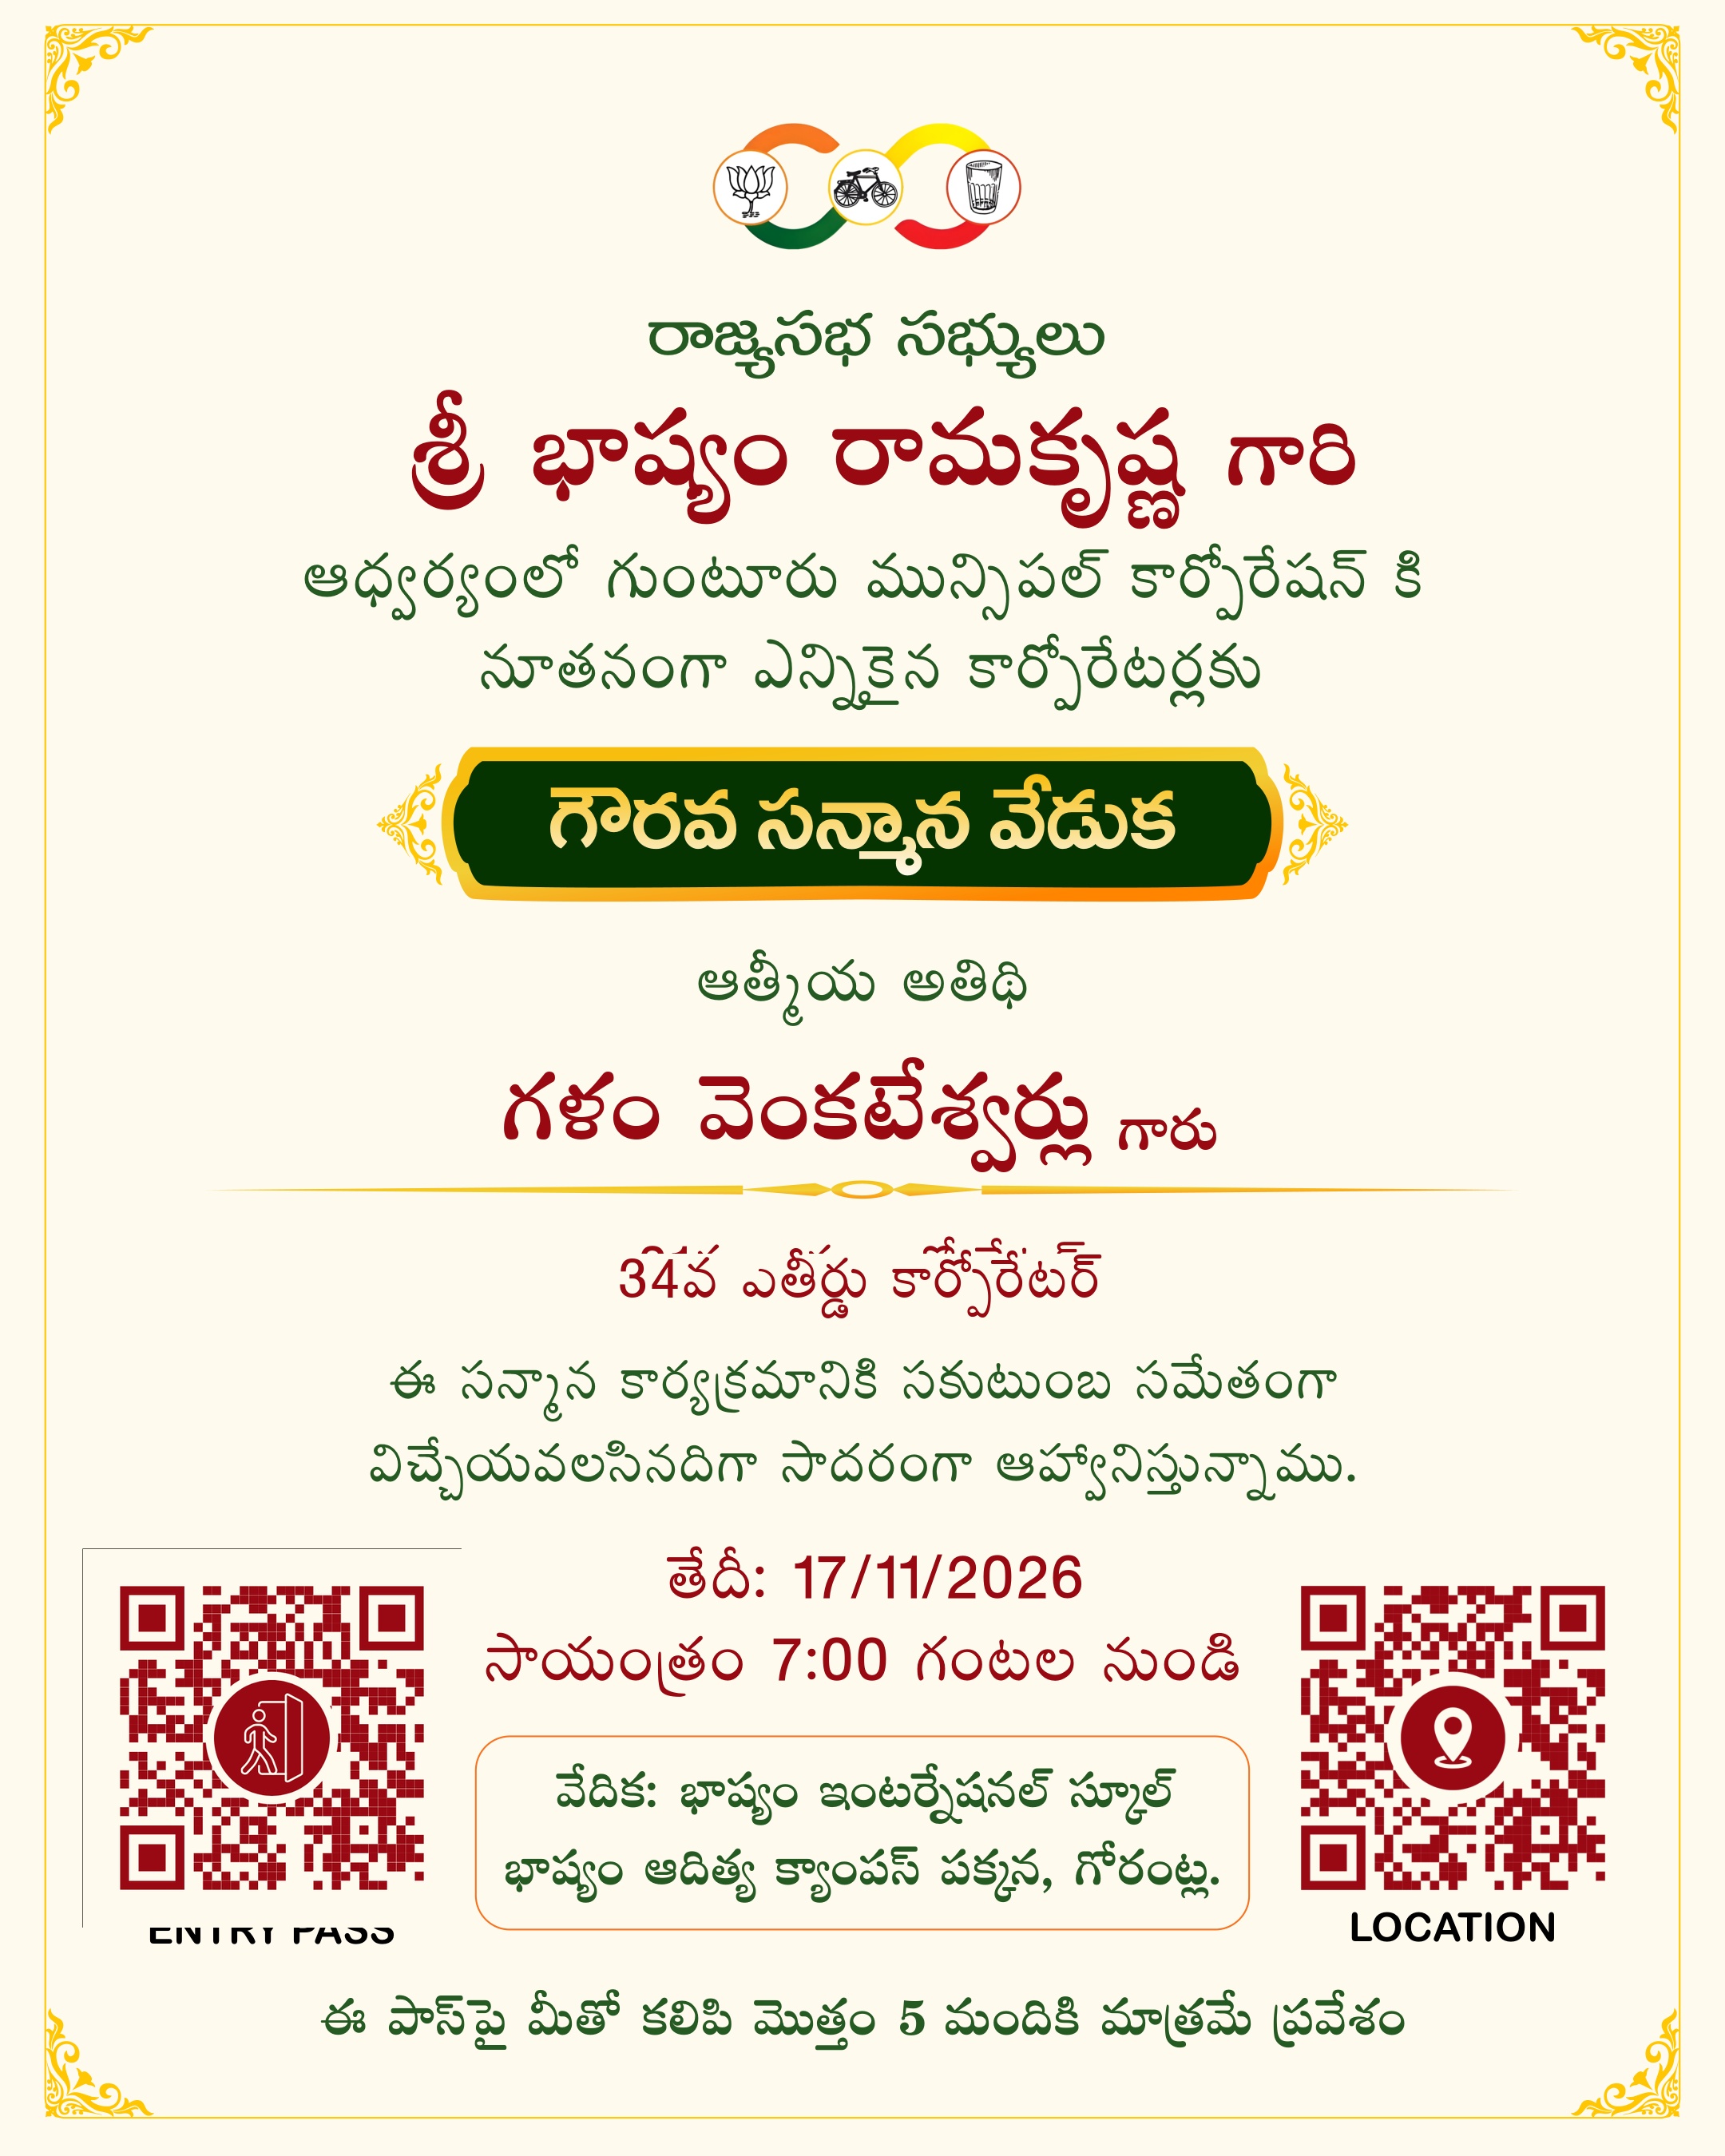 రాజ్యసభ సభ్యులు
శ్రీ భాష్యం రామకృష్ణ గారి
ఆధ్వర్యంలో గుంటూరు మున్సిపల్ కార్పోరేషన్ కి
నూతనంగా ఎన్నికైన కార్పోరేటర్లకు
గౌరవ సన్మాన వేడుక
ఆత్మీయ అతిథి
గళం వెంకటేశ్వర్లు గారు
34వ కార్పోరేటర్
ఈ సన్మాన కార్యక్రమానికి సకుటుంబ సమేతంగా
విచ్చేయవలసినదిగా సాదరంగా ఆహ్వానిస్తున్నాము.
తేదీ: 17/11/2026
సాయంత్రం 7:00 గంటల నుండి
వేదిక: భాష్యం ఇంటర్నేషనల్ స్కూల్
భాష్యం ఆదిత్య క్యాంపస్ పక్కన, గోరంట్ల.
ENTRY PASS
LOCATION
ఈ పాస్‌పై మీతో కలిపి మొత్తం 5 మందికి మాత్రమే ప్రవేశం